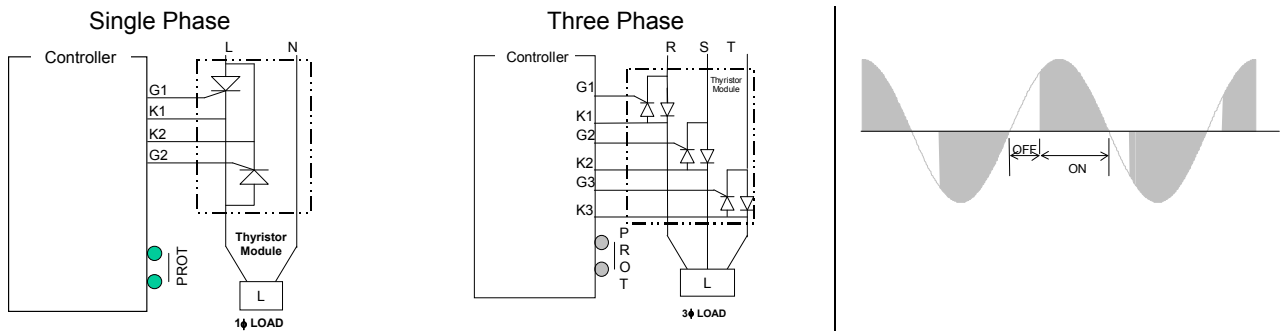 Single Phase
Controller
L N
G1
K1
K2
G2
PROT
Thyristor
Module
L
1ϕ LOAD
Three Phase
Controller
R S T
Thyristor
Module
G1
K1
G2
K2
G3
K3
PROT
L
3ϕ LOAD
OFF
ON